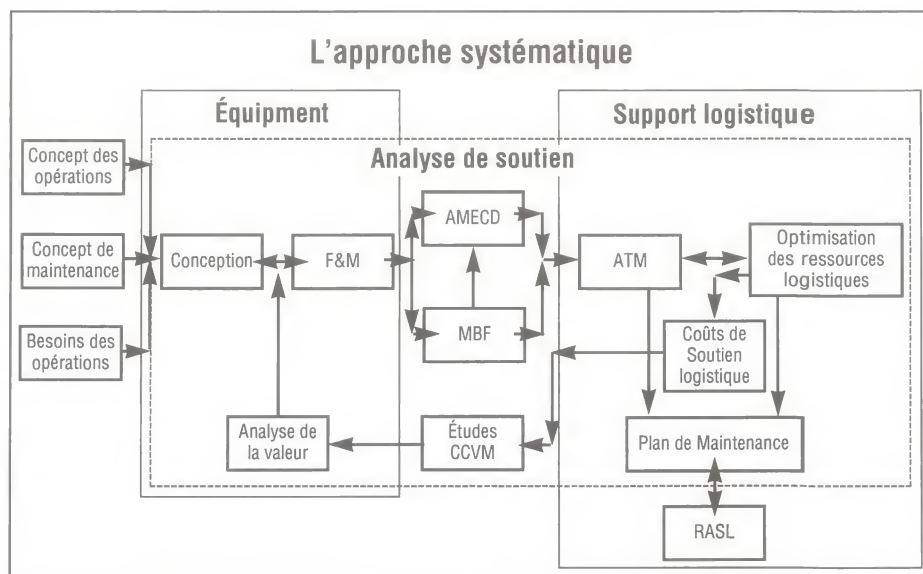 L'approche systématique
Équipment
Support logistique
Analyse de soutien
Concept des
opérations
Concept de
maintenance
Besoins des
opérations
Conception
F&M
AMECD
MBF
ATM
Optimisation
des ressources
logistiques
Coûts de
Soutien
logistique
Analyse de
la valeur
Études
CCVM
Plan de Maintenance
RASL